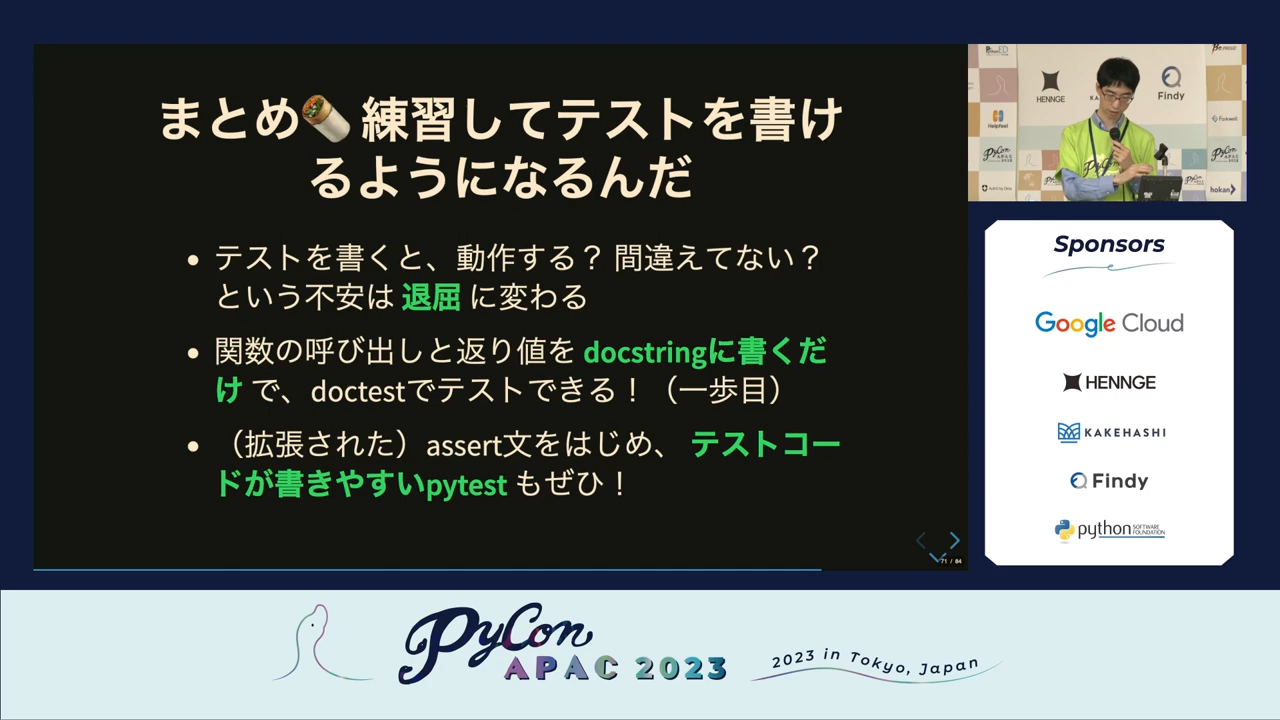 まとめ🌯 練習してテストを書け
るようになるんだ
• テストを書くと、動作する？ 間違えてない？
という不安は 退屈 に変わる
• 関数の呼び出しと返り値を docstringに書くだ
け で、doctestでテストできる！（一歩目）
• （拡張された）assert文をはじめ、 テストコー
ドが書きやすいpytest もぜひ！
71 / 84
HENNGE
Findy
Helpfeel
hokan
PyCon
Sponsors
Google Cloud
HENNGE
KAKEHASHI
Findy
python SOFTWARE
FOUNDATION
PyCon
APAC 2023
2023 in Tokyo, Japan